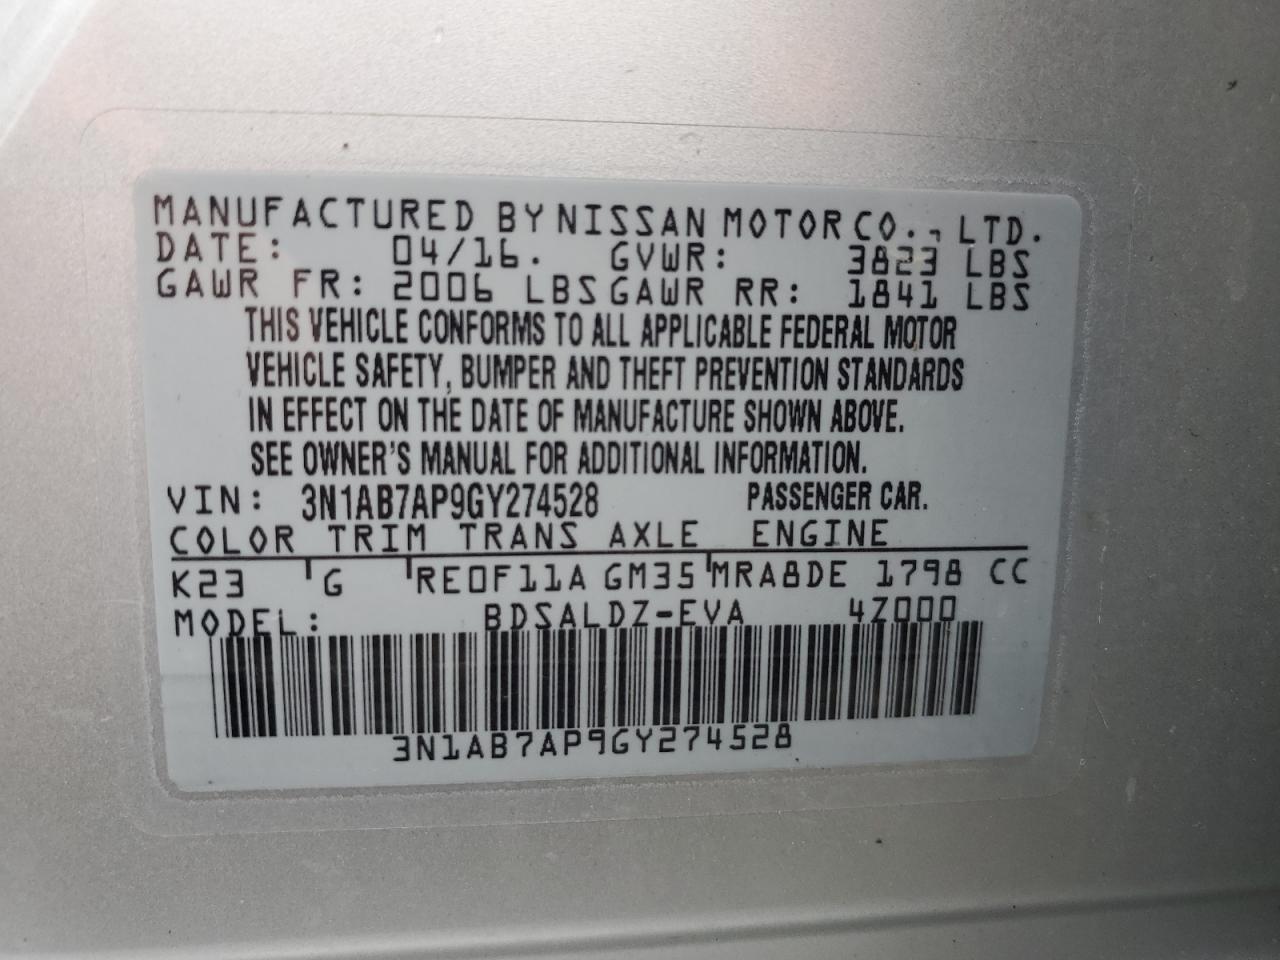 MANUFACTURED BY NISSAN MOTOR CO., LTD.
DATE: 04/16. GVWR: 3823 LBS
GAWR FR: 2006 LBS GAWR RR: 1841 LBS
THIS VEHICLE CONFORMS TO ALL APPLICABLE FEDERAL MOTOR
VEHICLE SAFETY, BUMPER AND THEFT PREVENTION STANDARDS
IN EFFECT ON THE DATE OF MANUFACTURE SHOWN ABOVE.
SEE OWNER'S MANUAL FOR ADDITIONAL INFORMATION.
VIN: 3N1AB7AP9GY274528 PASSENGER CAR.
COLOR TRIM TRANS AXLE ENGINE
K23 G RE0F11A GM35 MRA8DE 1798 CC
MODEL: BDSALDZ-EVA 4Z000
3N1AB7AP9GY274528